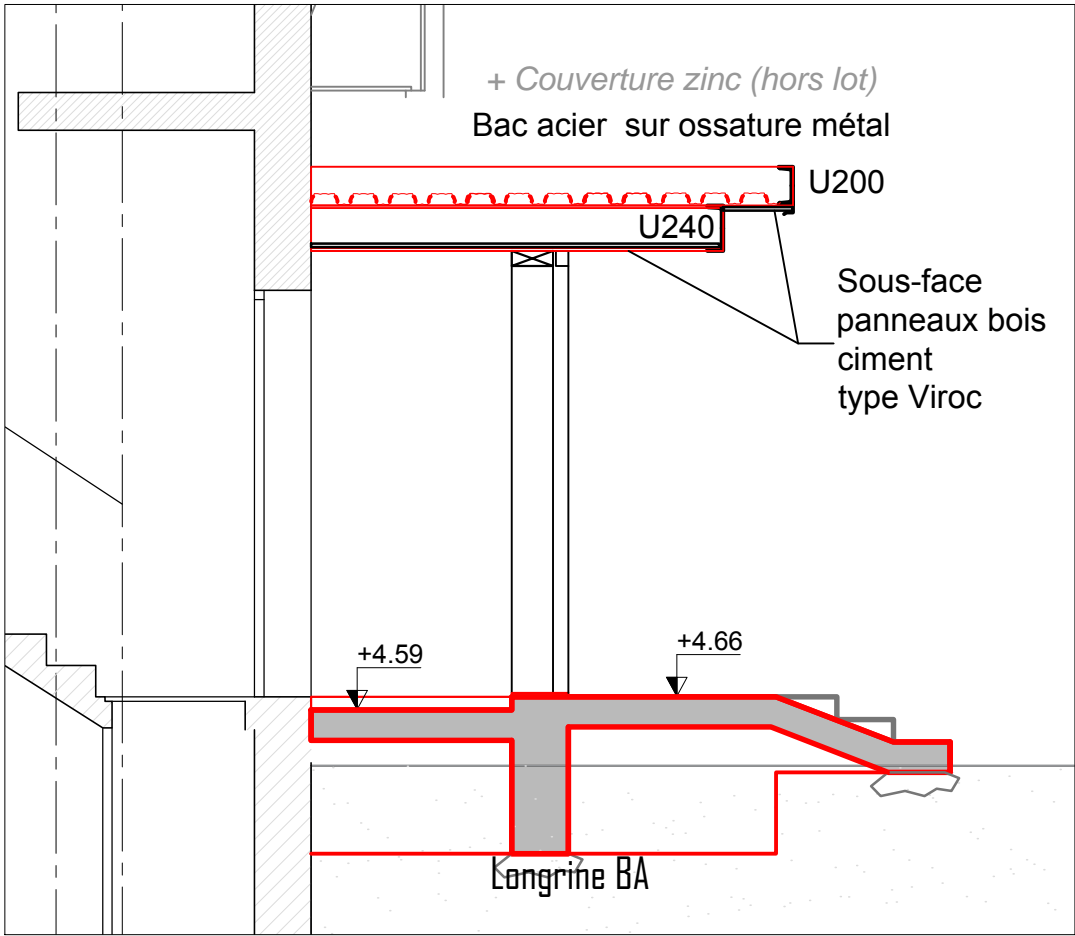 + Couverture zinc (hors lot)
Bac acier sur ossature métal
U200
U240
Sous-face
panneaux bois
ciment
type Viroc
+4.59
+4.66
Longrine BA